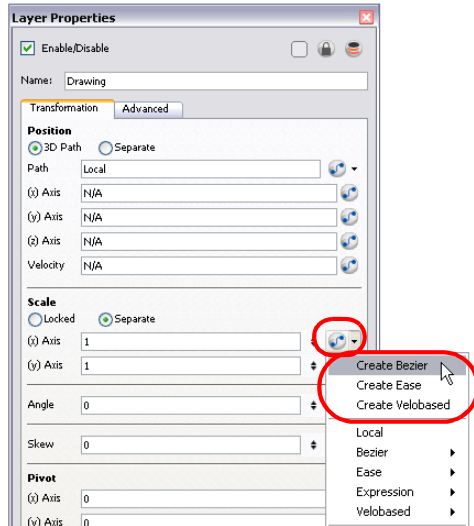 Layer Properties
Enable/Disable
Name: Drawing
Transformation Advanced
Position
3D Path Separate
Path Local
(x) Axis N/A
(y) Axis N/A
(z) Axis N/A
Velocity N/A
Scale
Locked Separate
(x) Axis 1
(y) Axis 1
Create Bezier
Create Ease
Create Velobased
Local
Bezier
Ease
Expression
Velobased
Angle 0
Skew 0
Pivot
(x) Axis 0
(y) Axis 0